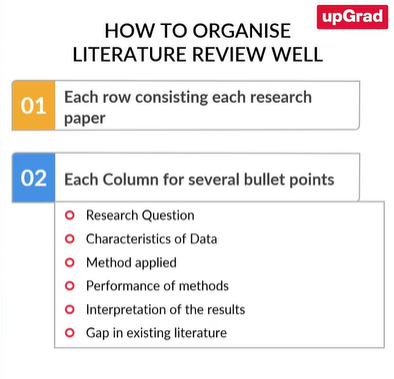 upGrad
HOW TO ORGANISE
LITERATURE REVIEW WELL
01
Each row consisting each research
paper
02
Each Column for several bullet points
Research Question
Characteristics of Data
Method applied
Performance of methods
Interpretation of the results
Gap in existing literature